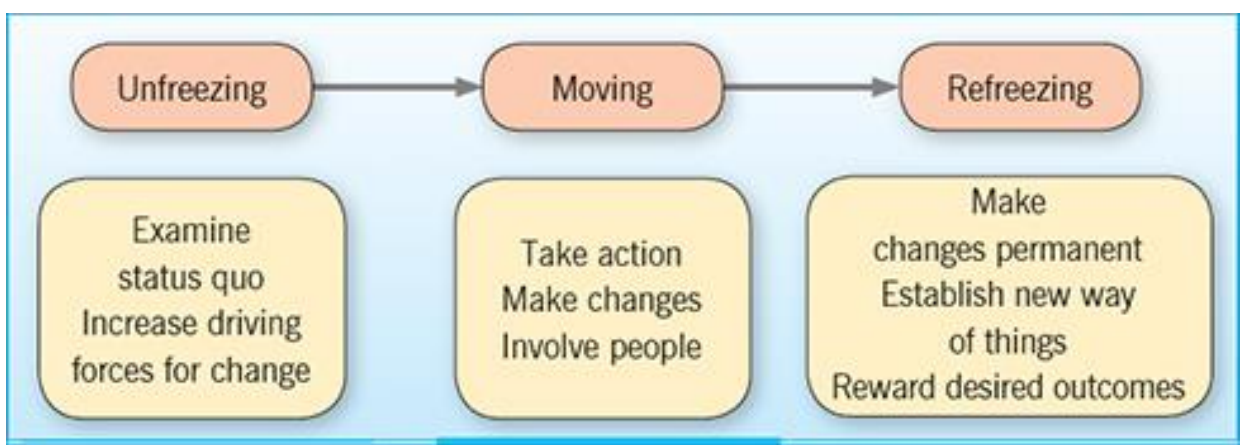 Unfreezing
Moving
Refreezing
Examine
status quo
Increase driving
forces for change
Take action
Make changes
Involve people
Make
changes permanent
Establish new way
of things
Reward desired outcomes